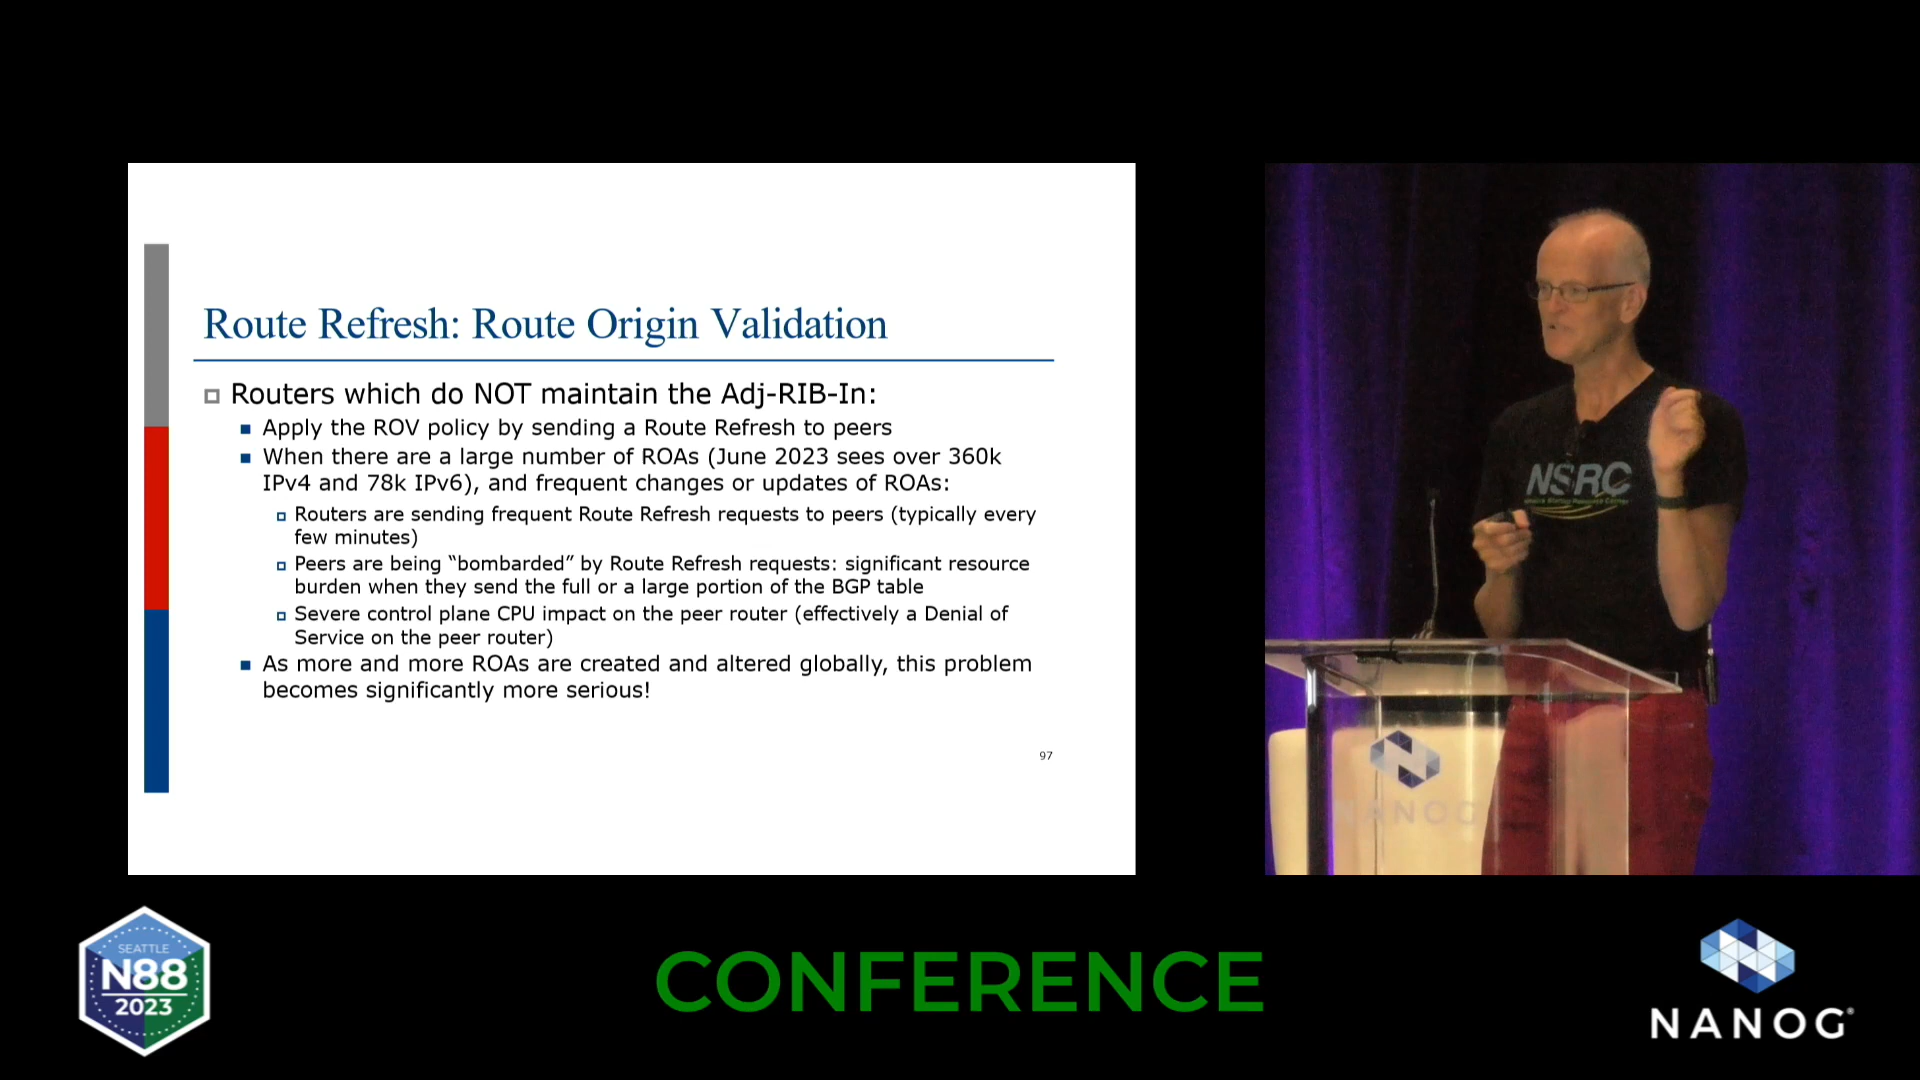 Route Refresh: Route Origin Validation
Routers which do NOT maintain the Adj-RIB-In:
Apply the ROV policy by sending a Route Refresh to peers
When there are a large number of ROAs (June 2023 sees over 360k
IPv4 and 78k IPv6), and frequent changes or updates of ROAs:
Routers are sending frequent Route Refresh requests to peers (typically every
few minutes)
Peers are being “bombarded” by Route Refresh requests: significant resource
burden when they send the full or a large portion of the BGP table
Severe control plane CPU impact on the peer router (effectively a Denial of
Service on the peer router)
As more and more ROAs are created and altered globally, this problem
becomes significantly more serious!
97
NSRC
NANOG
SEATTLE
N88
2023
CONFERENCE
NANOG®